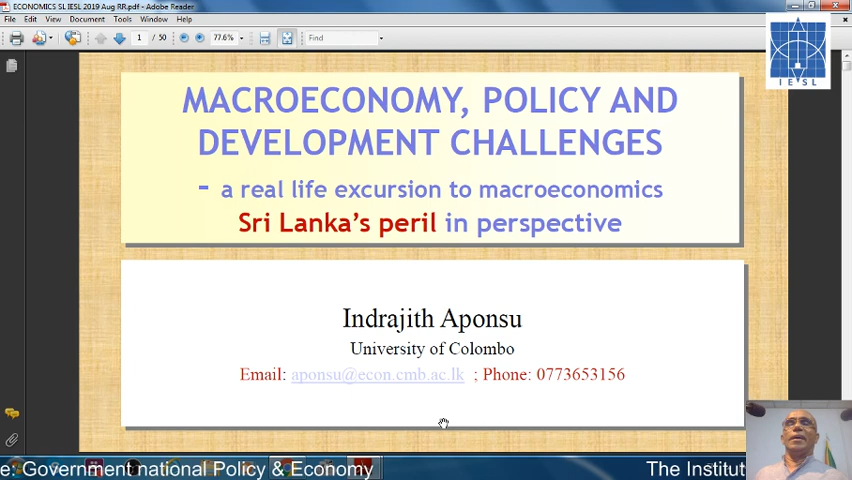 ECONOMICS SL IESL 2019 Aug RR.pdf - Adobe Reader
File Edit View Document Tools Window Help
1 / 50 77.6% Find
IESL
MACROECONOMY, POLICY AND
DEVELOPMENT CHALLENGES
- a real life excursion to macroeconomics
Sri Lanka's peril in perspective
Indrajith Aponsu
University of Colombo
Email: aponsu@econ.cmb.ac.lk ; Phone: 0773653156
e: Government national Policy & Economy The Institut